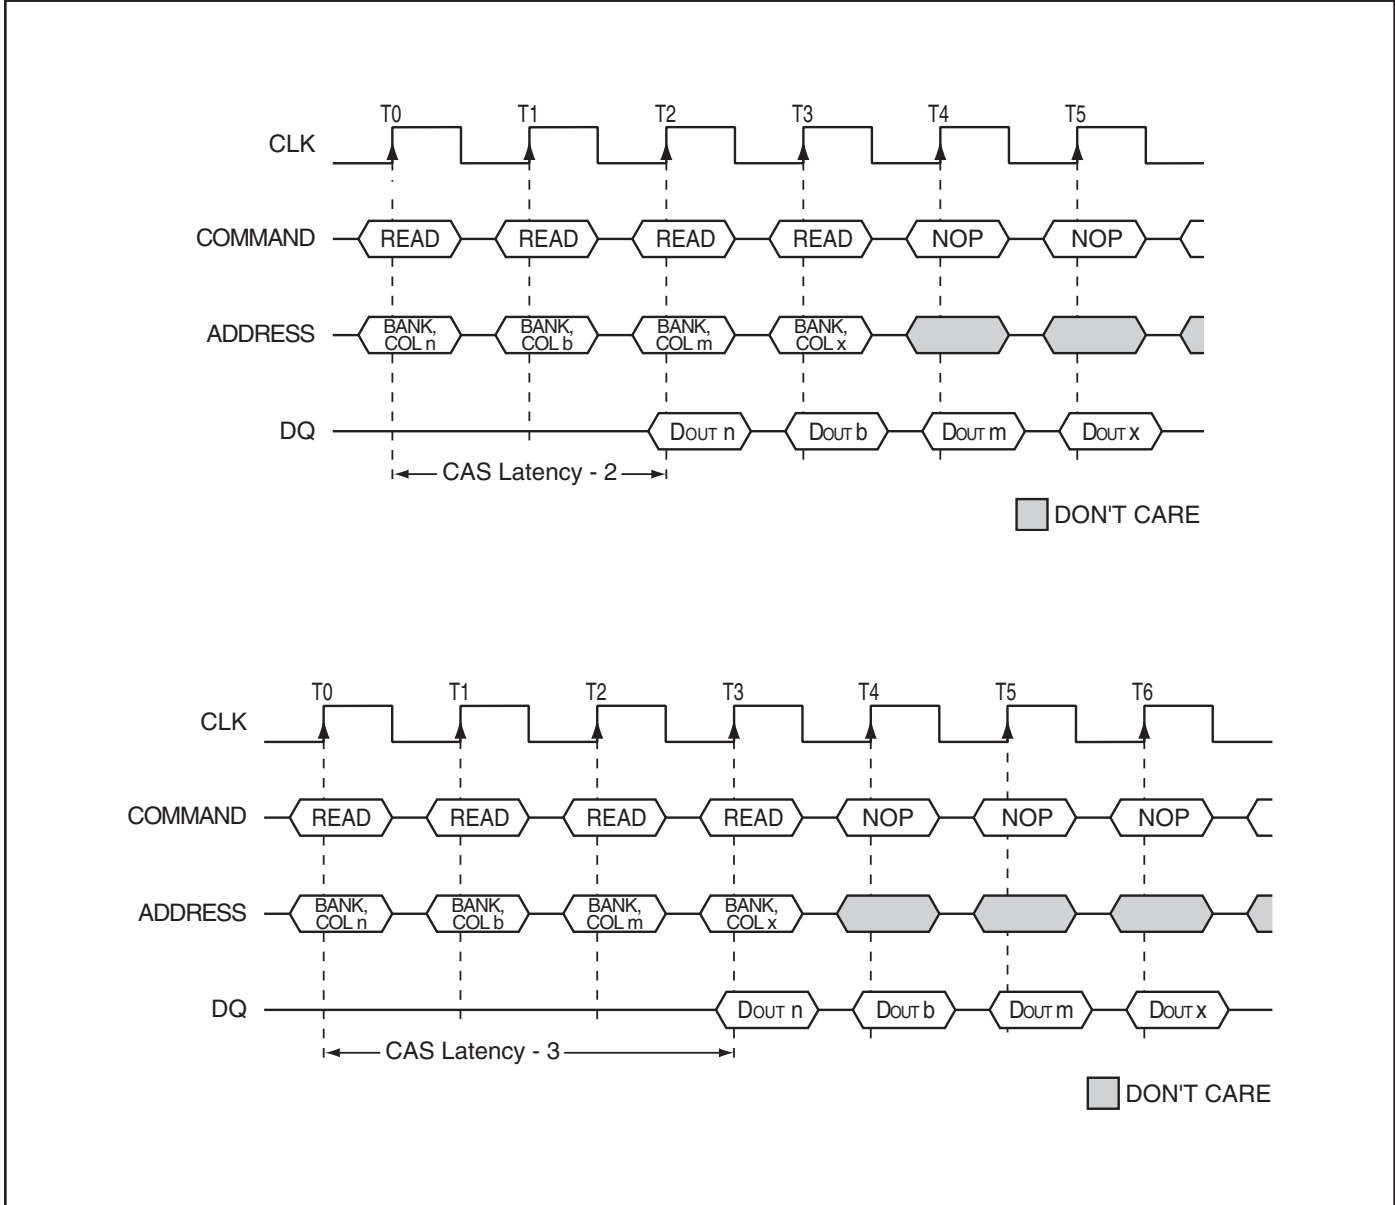 T0 T1 T2 T3 T4 T5
CLK
COMMAND READ READ READ READ NOP NOP
ADDRESS BANK, COL n BANK, COL b BANK, COL m BANK, COL x
DQ DOUT n DOUT b DOUT m DOUT x
CAS Latency - 2
DON'T CARE
T0 T1 T2 T3 T4 T5 T6
CLK
COMMAND READ READ READ READ NOP NOP NOP
ADDRESS BANK, COL n BANK, COL b BANK, COL m BANK, COL x
DQ DOUT n DOUT b DOUT m DOUT x
CAS Latency - 3
DON'T CARE